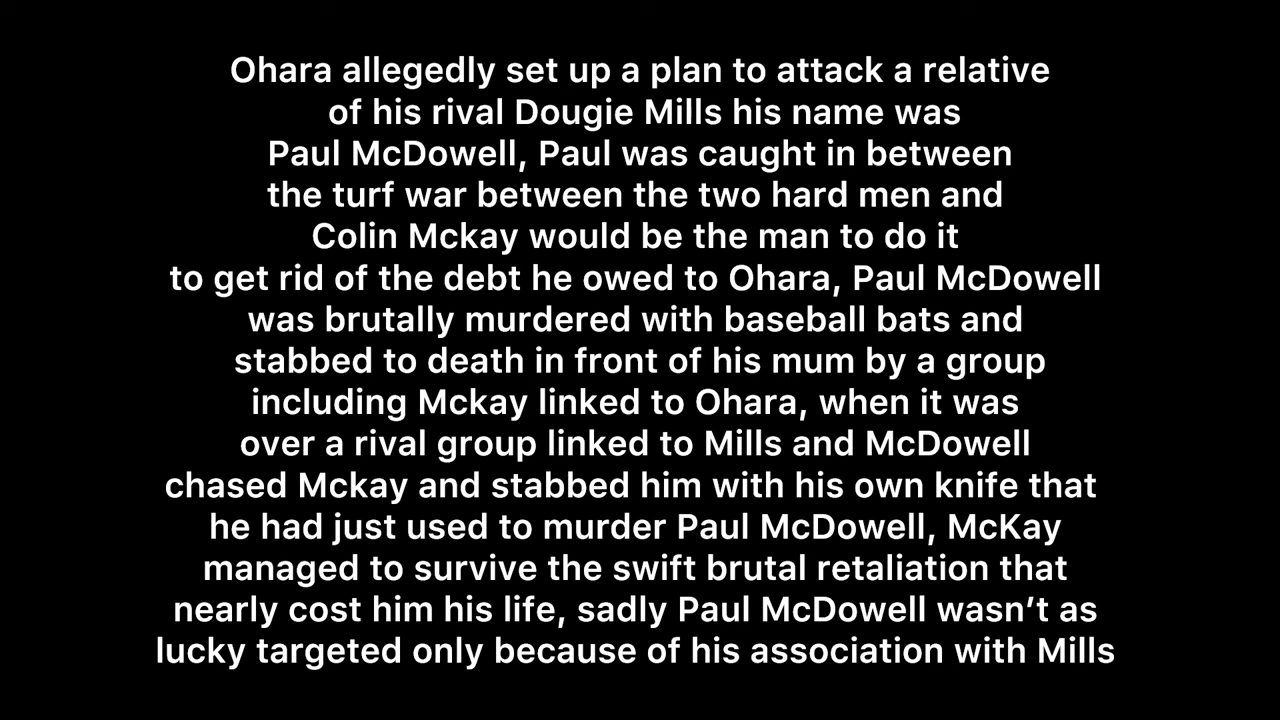 Ohara allegedly set up a plan to attack a relative
of his rival Dougie Mills his name was
Paul McDowell, Paul was caught in between
the turf war between the two hard men and
Colin Mckay would be the man to do it
to get rid of the debt he owed to Ohara, Paul McDowell
was brutally murdered with baseball bats and
stabbed to death in front of his mum by a group
including Mckay linked to Ohara, when it was
over a rival group linked to Mills and McDowell
chased Mckay and stabbed him with his own knife that
he had just used to murder Paul McDowell, McKay
managed to survive the swift brutal retaliation that
nearly cost him his life, sadly Paul McDowell wasn’t as
lucky targeted only because of his association with Mills